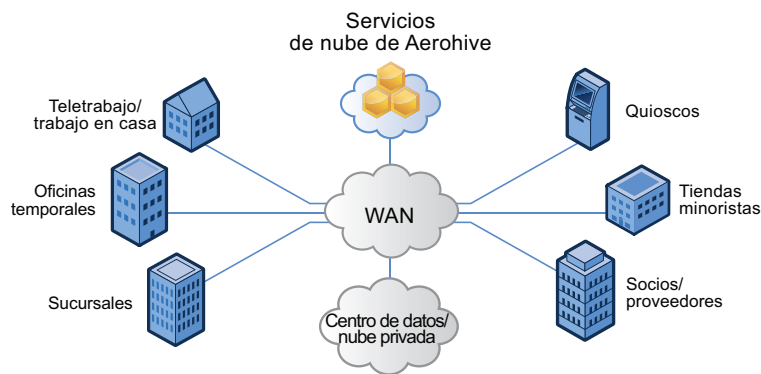 Servicios
de nube de Aerohive
Teletrabajo/
trabajo en casa
Quioscos
Oficinas
temporales
WAN
Tiendas
minoristas
Sucursales
Socios/
proveedores
Centro de datos/
nube privada